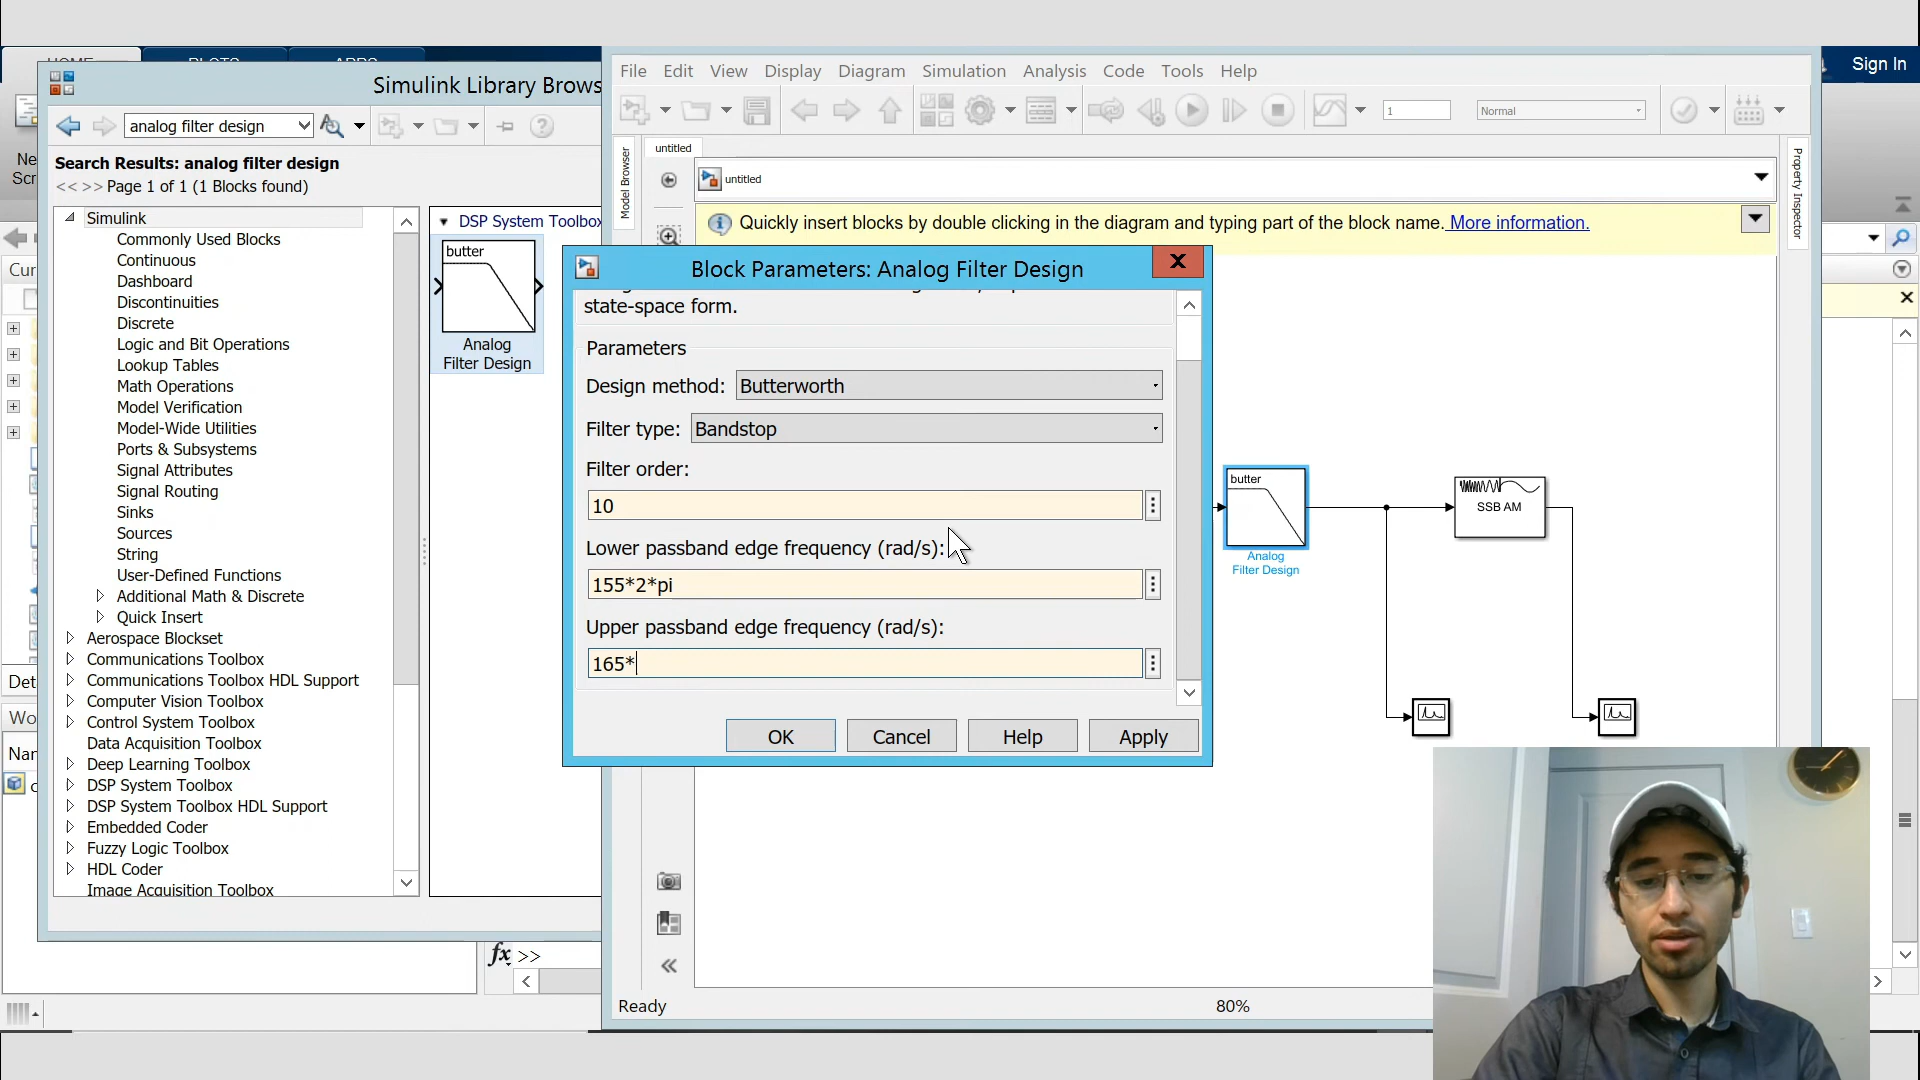 Sign In
Simulink Library Brows
analog filter design
Search Results: analog filter design
<< >> Page 1 of 1 (1 Blocks found)
Simulink
Commonly Used Blocks
Continuous
Dashboard
Discontinuities
Discrete
Logic and Bit Operations
Lookup Tables
Math Operations
Model Verification
Model-Wide Utilities
Ports & Subsystems
Signal Attributes
Signal Routing
Sinks
Sources
String
User-Defined Functions
Additional Math & Discrete
Quick Insert
Aerospace Blockset
Communications Toolbox
Communications Toolbox HDL Support
Computer Vision Toolbox
Control System Toolbox
Data Acquisition Toolbox
Deep Learning Toolbox
DSP System Toolbox
DSP System Toolbox HDL Support
Embedded Coder
Fuzzy Logic Toolbox
HDL Coder
Image Acquisition Toolbox
DSP System Toolbox
butter
Analog
Filter Design
Ne
Scr
Cur
Det
Wo
Nar
fx >>
File Edit View Display Diagram Simulation Analysis Code Tools Help
1
Normal
untitled
Model Browser
untitled
Property Inspector
Quickly insert blocks by double clicking in the diagram and typing part of the block name. More information.
Block Parameters: Analog Filter Design
state-space form.
Parameters
Design method: Butterworth
Filter type: Bandstop
Filter order:
10
Lower passband edge frequency (rad/s):
155*2*pi
Upper passband edge frequency (rad/s):
165*
OK
Cancel
Help
Apply
butter
Analog
Filter Design
SSB AM
Ready
80%